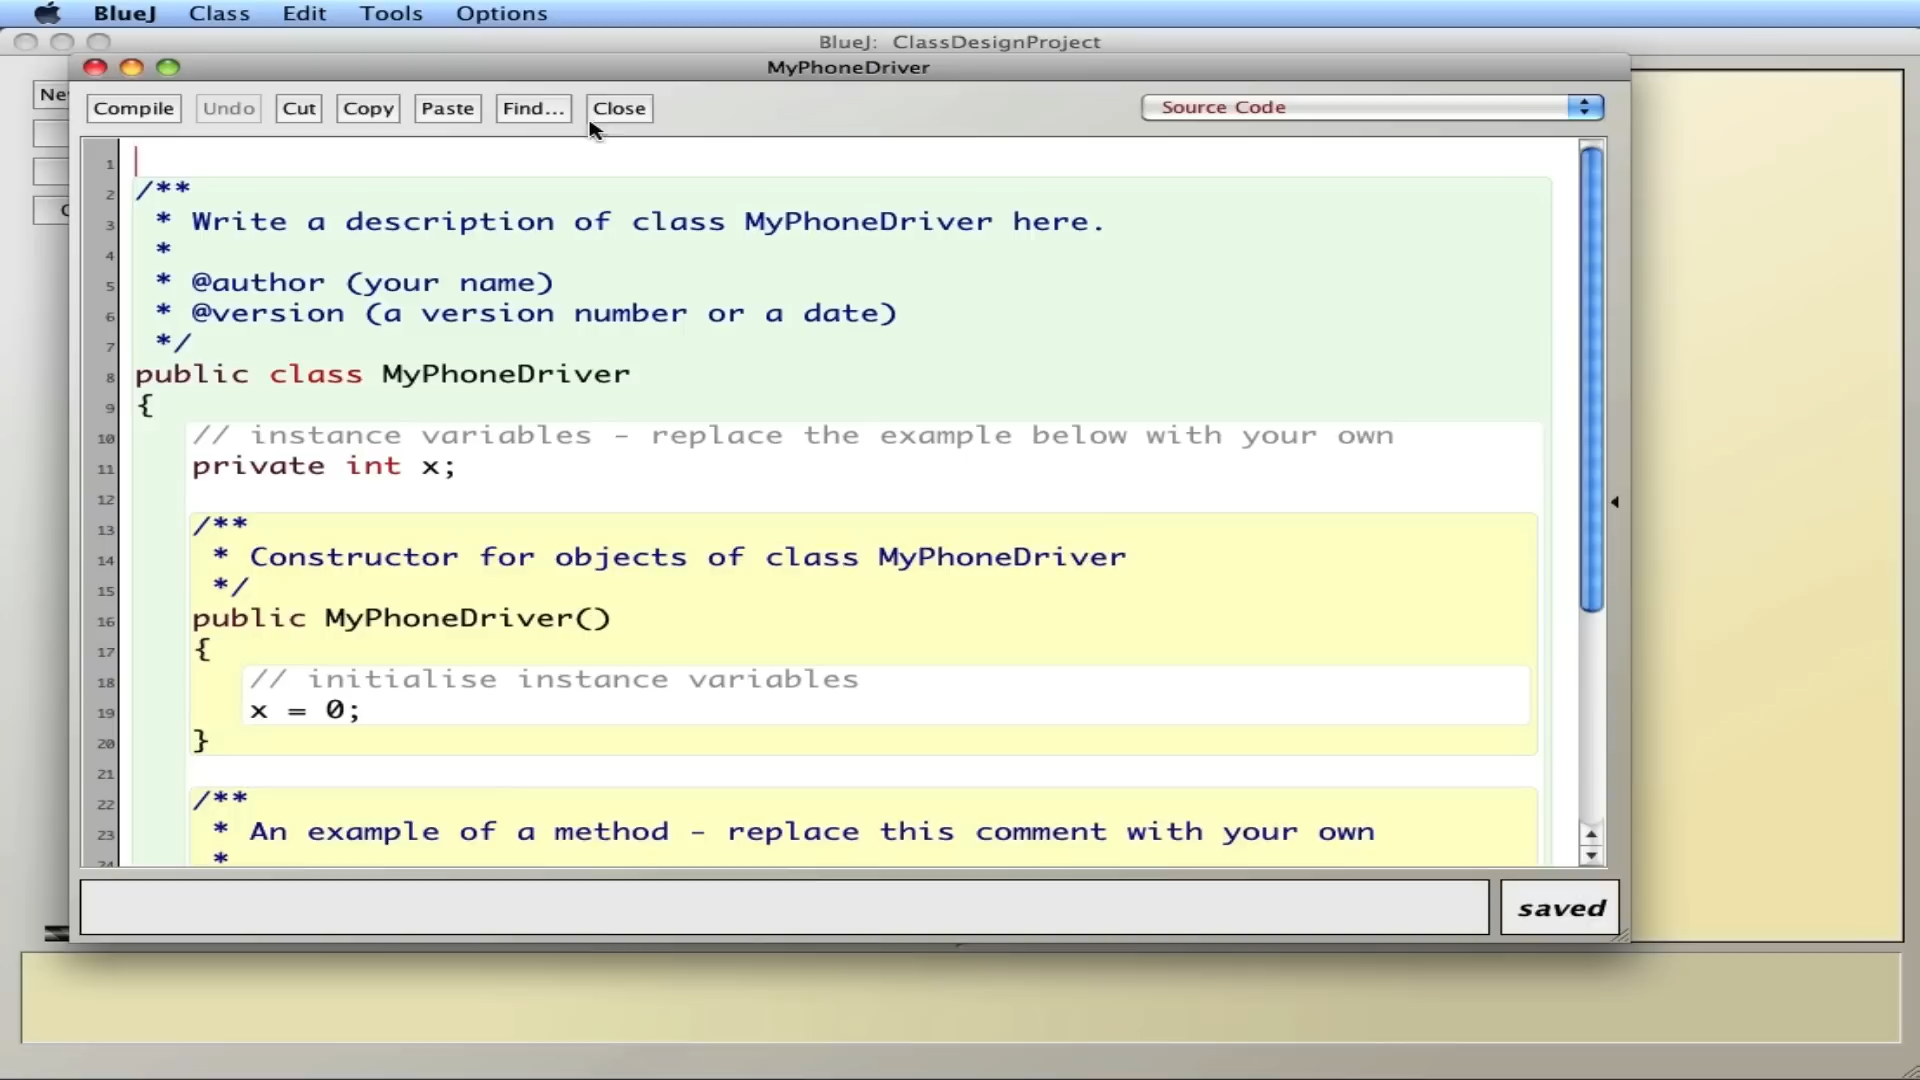 BlueJ Class Edit Tools Options
BlueJ: ClassDesignProject
MyPhoneDriver
Compile Undo Cut Copy Paste Find... Close Source Code
1
2 /**
3 * Write a description of class MyPhoneDriver here.
4 *
5 * @author (your name)
6 * @version (a version number or a date)
7 */
8 public class MyPhoneDriver
9 {
10 // instance variables - replace the example below with your own
11 private int x;
12
13 /**
14 * Constructor for objects of class MyPhoneDriver
15 */
16 public MyPhoneDriver()
17 {
18 // initialise instance variables
19 x = 0;
20 }
21
22 /**
23 * An example of a method - replace this comment with your own
24 *
saved